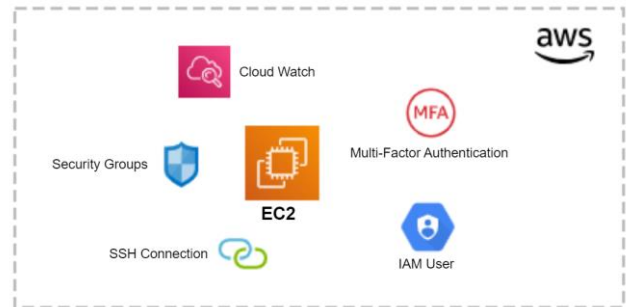 aws
Cloud Watch
MFA
Multi-Factor Authentication
Security Groups
EC2
SSH Connection
IAM User